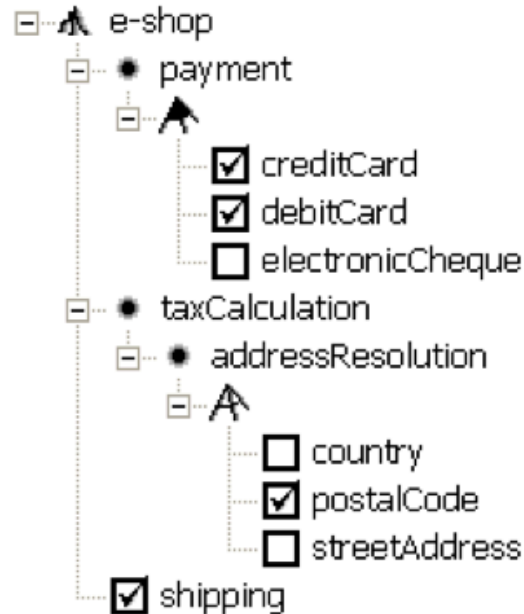 e-shop
payment
creditCard
debitCard
electronicCheque
taxCalculation
addressResolution
country
postalCode
streetAddress
shipping